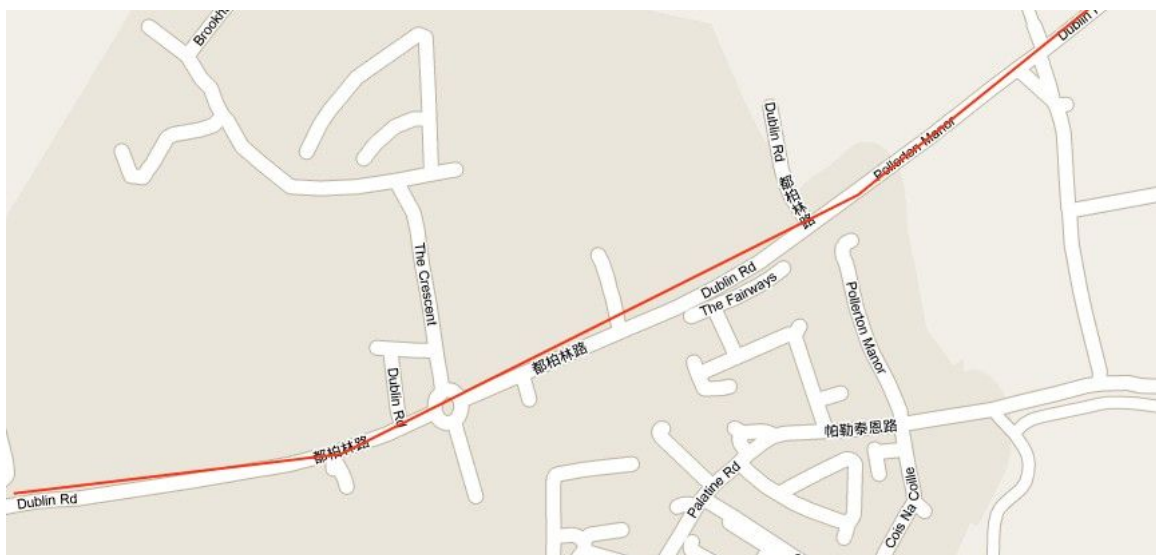 Brookha
Dublin R
Dublin Rd
都柏林路
Pollerton Manor
The Crescent
Dublin Rd
The Fairways
Pollerton Manor
都柏林路
Dublin Rd
都柏林路
帕勒泰恩路
Dublin Rd
Palatine Rd
Cois Na Coille